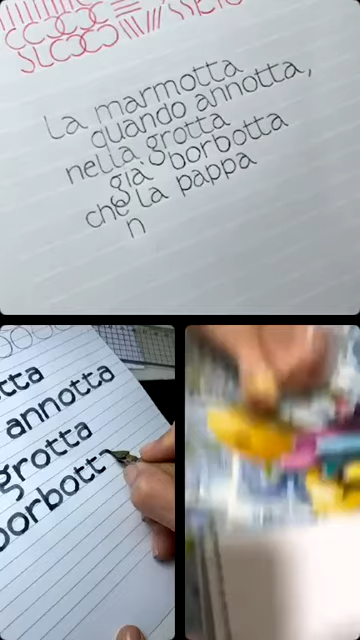 La marmotta
quando annotta,
nella grotta
già borbotta
che la pappa
n
tta
annotta
grotta
borbott